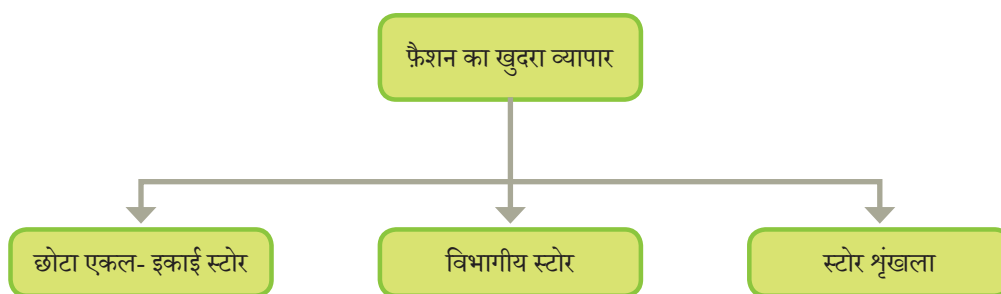 फ़ैशन का खुदरा व्यापार
छोटा एकल- इकाई स्टोर
विभागीय स्टोर
स्टोर शृंखला